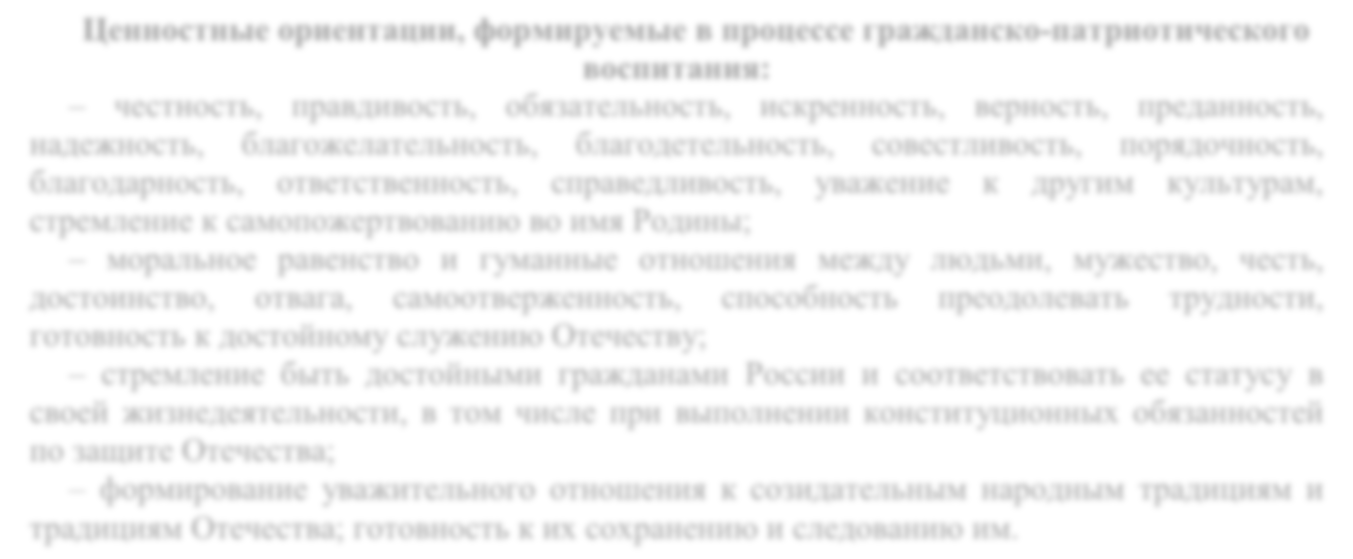 Ценностные ориентации, формируемые в процессе гражданско-патриотического
воспитания:
– честность, правдивость, обязательность, искренность, верность, преданность,
надежность, благожелательность, благодетельность, совестливость, порядочность,
благодарность, ответственность, справедливость, уважение к другим культурам,
стремление к самопожертвованию во имя Родины;
– моральное равенство и гуманные отношения между людьми, мужество, честь,
достоинство, отвага, самоотверженность, способность преодолевать трудности,
готовность к достойному служению Отечеству;
– стремление быть достойными гражданами России и соответствовать ее статусу в
своей жизнедеятельности, в том числе при выполнении конституционных обязанностей
по защите Отечества;
– формирование уважительного отношения к созидательным народным традициям и
традициям Отечества; готовность к их сохранению и следованию им.